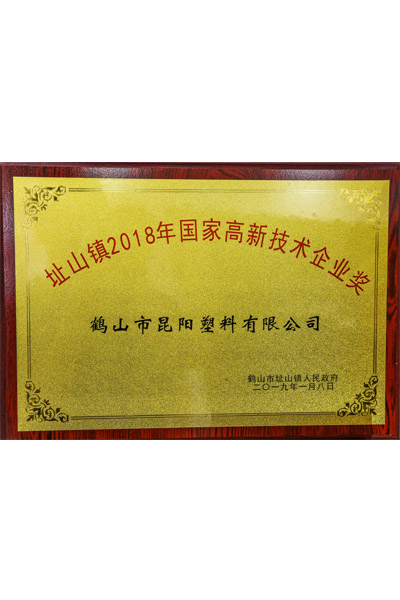 址山镇2018年国家高新技术企业奖
鹤山市昆阳塑料有限公司
鹤山市址山镇人民政府
二〇一九年一月八日